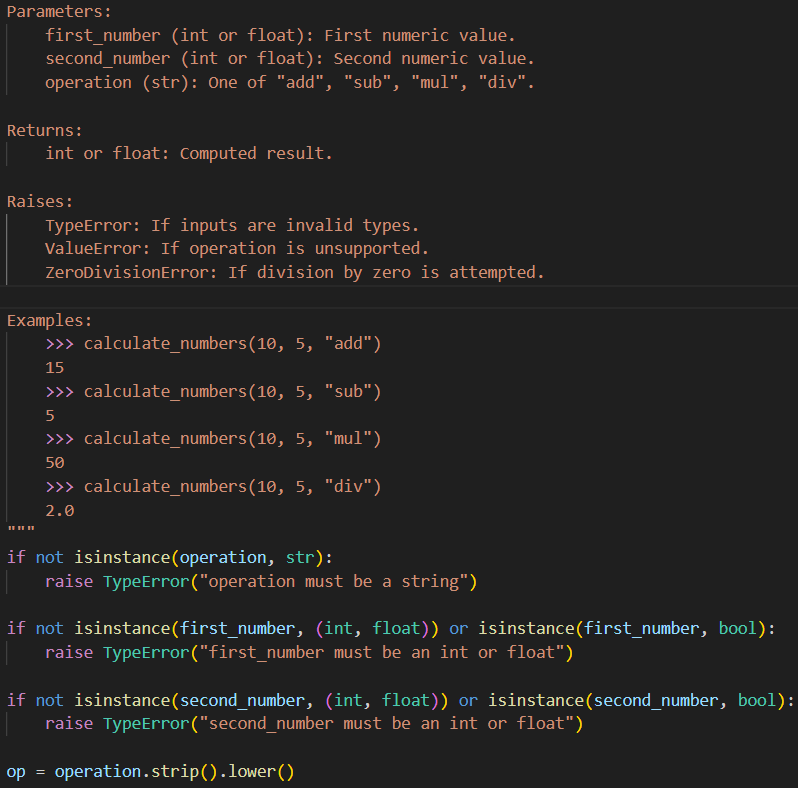 Parameters:
    first_number (int or float): First numeric value.
    second_number (int or float): Second numeric value.
    operation (str): One of "add", "sub", "mul", "div".

Returns:
    int or float: Computed result.

Raises:
    TypeError: If inputs are invalid types.
    ValueError: If operation is unsupported.
    ZeroDivisionError: If division by zero is attempted.

Examples:
    >>> calculate_numbers(10, 5, "add")
    15
    >>> calculate_numbers(10, 5, "sub")
    5
    >>> calculate_numbers(10, 5, "mul")
    50
    >>> calculate_numbers(10, 5, "div")
    2.0
"""
if not isinstance(operation, str):
    raise TypeError("operation must be a string")

if not isinstance(first_number, (int, float)) or isinstance(first_number, bool):
    raise TypeError("first_number must be an int or float")

if not isinstance(second_number, (int, float)) or isinstance(second_number, bool):
    raise TypeError("second_number must be an int or float")

op = operation.strip().lower()